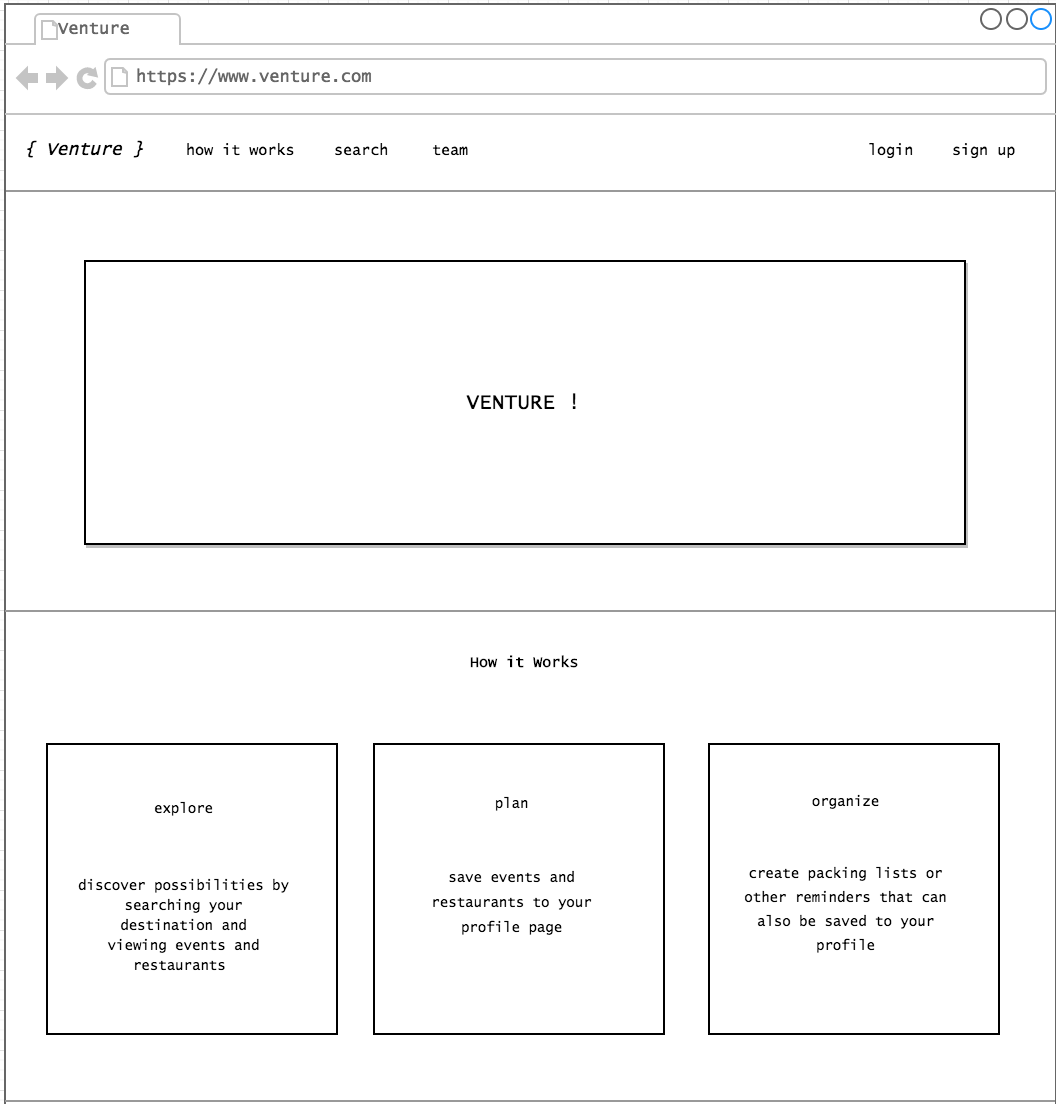 Venture
https://www.venture.com
{ Venture } how it works search team login sign up
VENTURE !
How it Works
explore
discover possibilities by
searching your
destination and
viewing events and
restaurants
plan
save events and
restaurants to your
profile page
organize
create packing lists or
other reminders that can
also be saved to your
profile